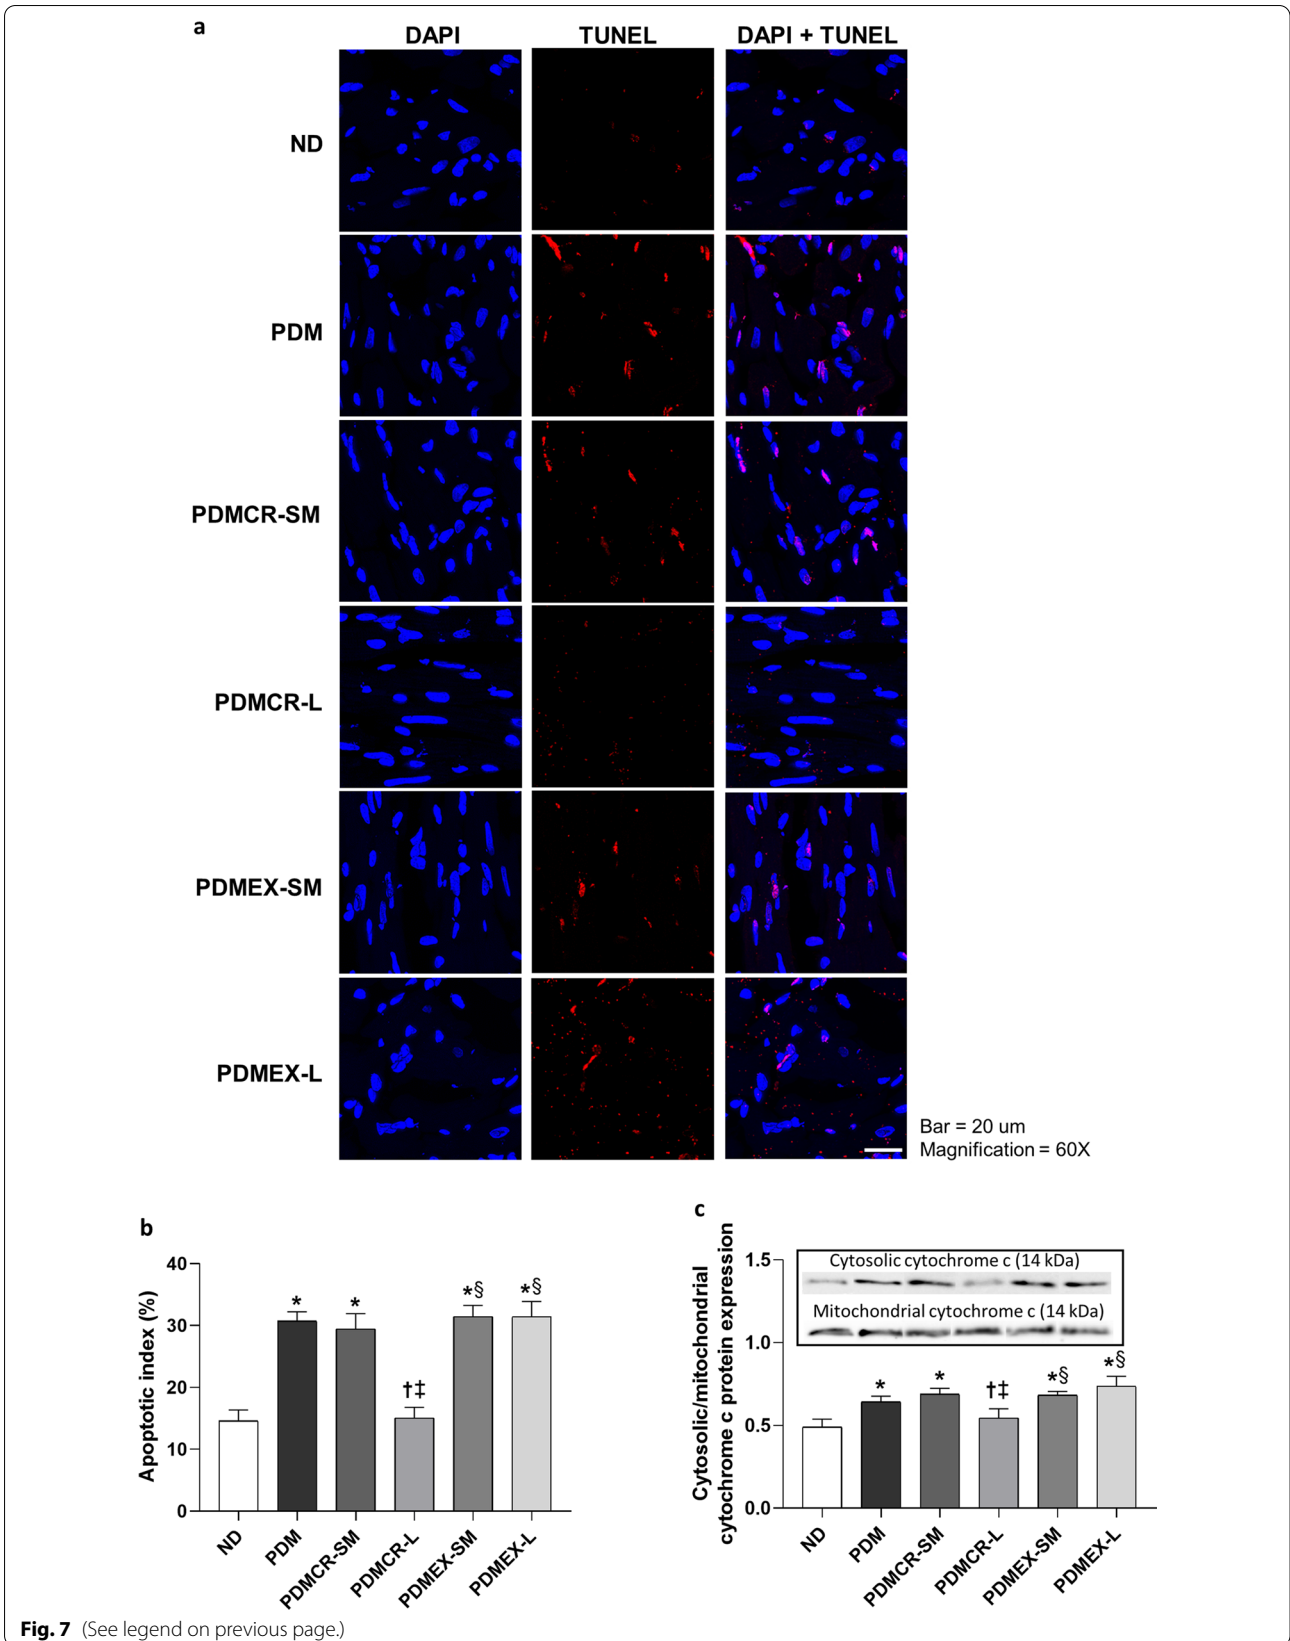 a
DAPI TUNEL DAPI + TUNEL
ND
PDM
PDMCR-SM
PDMCR-L
PDMEX-SM
PDMEX-L
Bar = 20 um
Magnification = 60X
b
Apoptotic index (%)
40
30
20
10
0
* * †‡ *§ *§
ND PDM PDMCR-SM PDMCR-L PDMEX-SM PDMEX-L
c
Cytosolic/mitochondrial
cytochrome c protein expression
1.5
1.0
0.5
0.0
Cytosolic cytochrome c (14 kDa)
Mitochondrial cytochrome c (14 kDa)
* * †‡ *§ *§
ND PDM PDMCR-SM PDMCR-L PDMEX-SM PDMEX-L
Fig. 7 (See legend on previous page.)